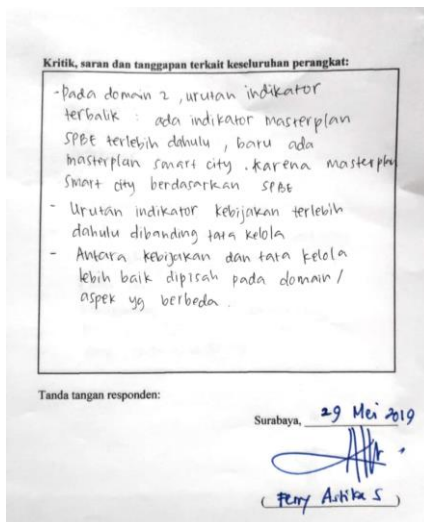 Kritik, saran dan tanggapan terkait keseluruhan perangkat:
- Pada domain 2, urutan indikator
terbalik : ada indikator masterplan
SPBE terlebih dahulu, baru ada
masterplan smart city. karena masterplan
smart city berdasarkan SPBE
- Urutan indikator kebijakan terlebih
dahulu dibanding tata kelola
- Antara kebijakan dan tata kelola
lebih baik dipisah pada domain/
aspek yg berbeda.
Tanda tangan responden:
Surabaya, 29 Mei 2019
( Ferry Astika S )